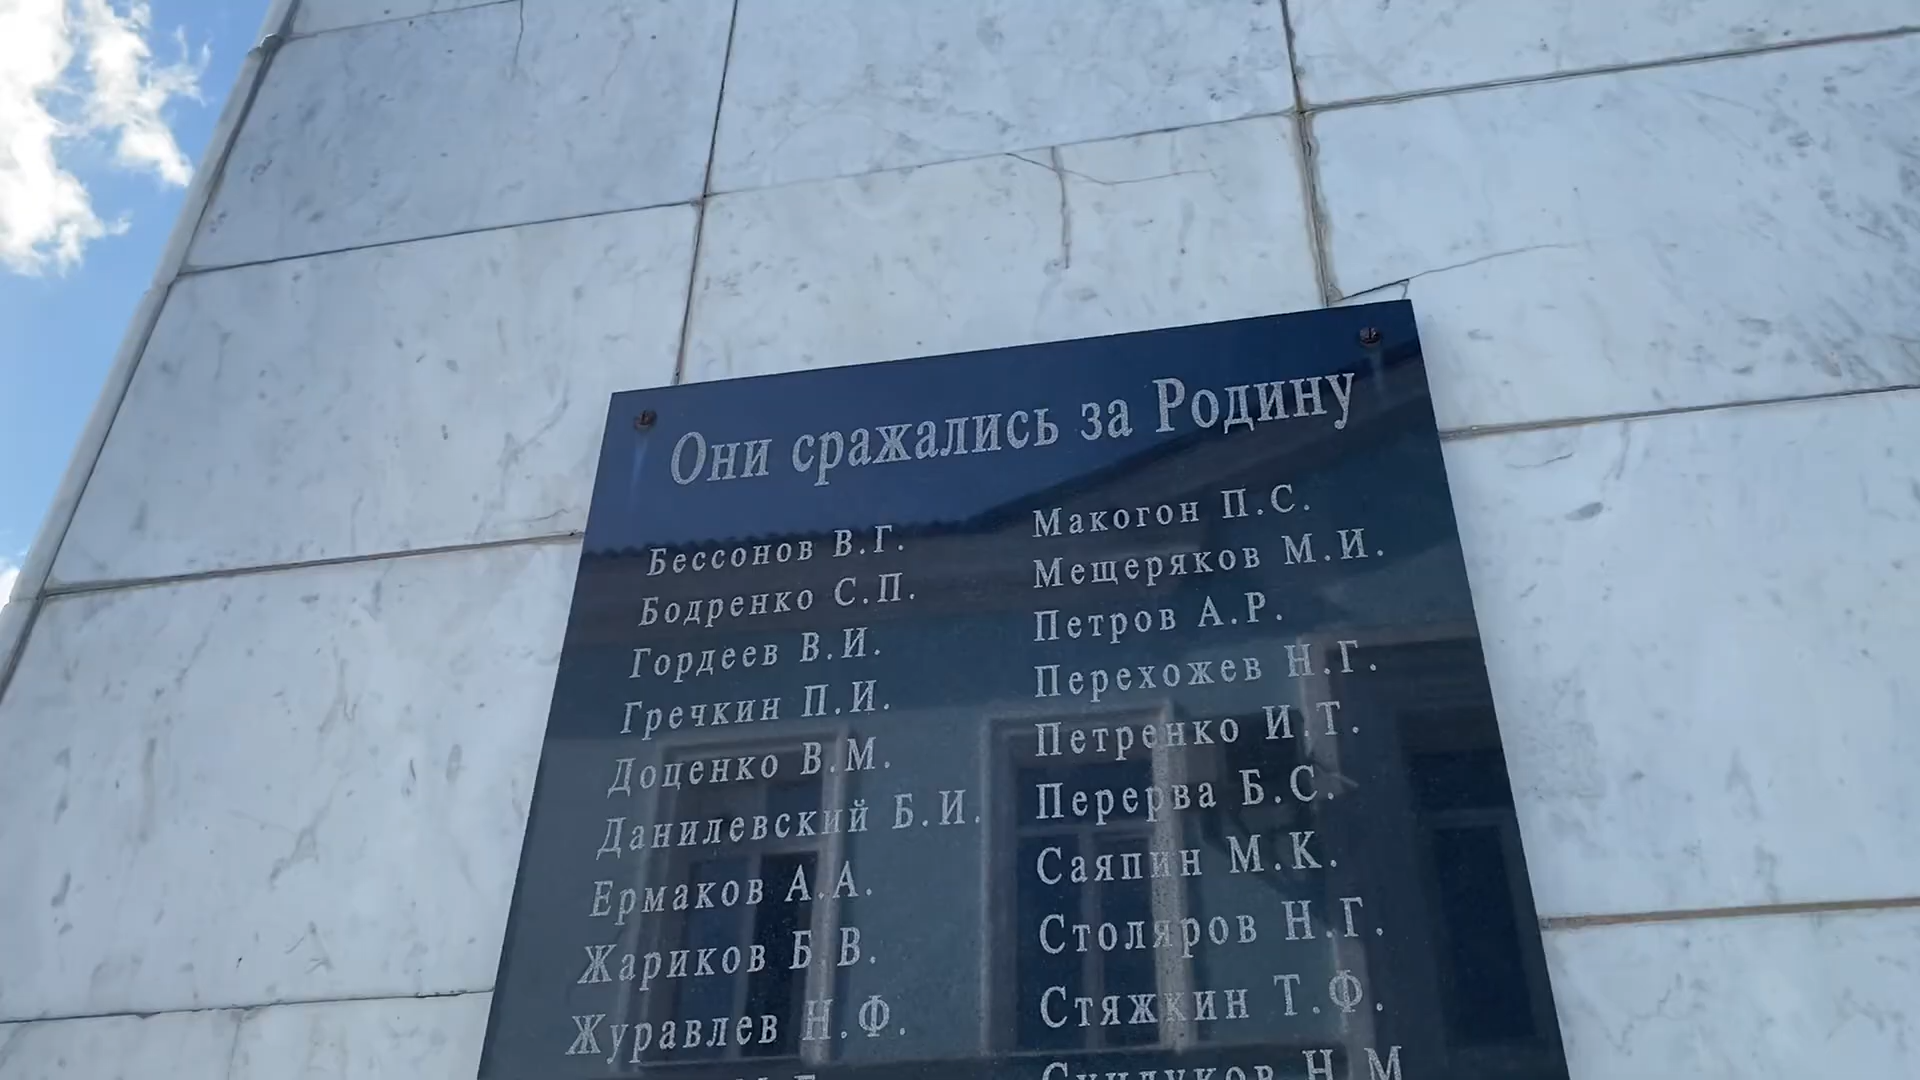 Они сражались за Родину
Бессонов В.Г.
Бодренко С.П.
Гордеев В.И.
Гречкин П.И.
Доценко В.М.
Данилевский Б.И.
Ермаков А.А.
Жариков Б.В.
Журавлев Н.Ф.
Макогон П.С.
Мещеряков М.И.
Петров А.Р.
Перехожев Н.Г.
Петренко И.Т.
Перерва Б.С.
Саяпин М.К.
Столяров Н.Г.
Стяжкин Т.Ф.